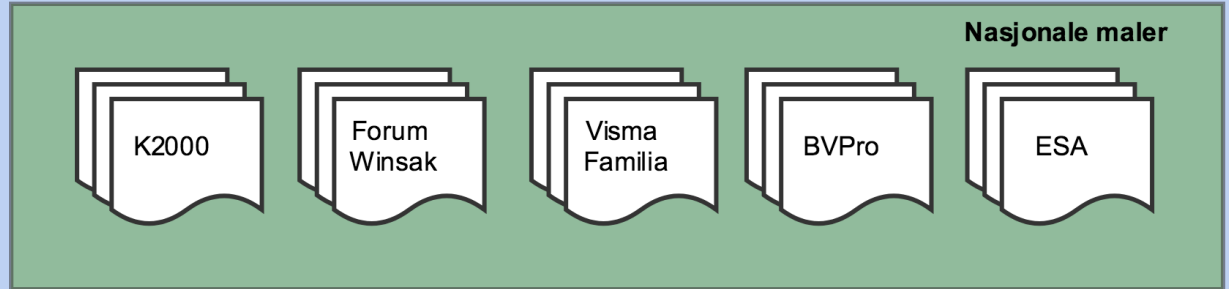 Nasjonale maler
K2000
Forum
Winsak
Visma
Familia
BVPro
ESA